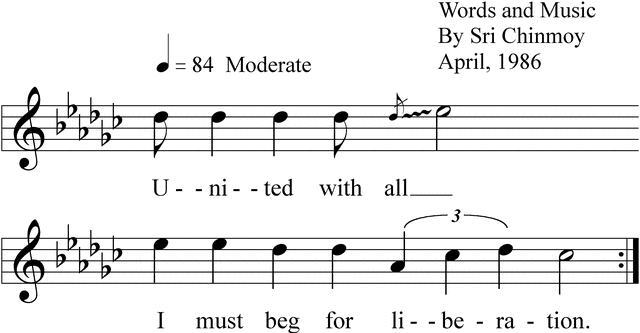 Words and Music
By Sri Chinmoy
April, 1986
= 84 Moderate
U - - ni - - ted with all
3
I must beg for li - - be - ra - tion.